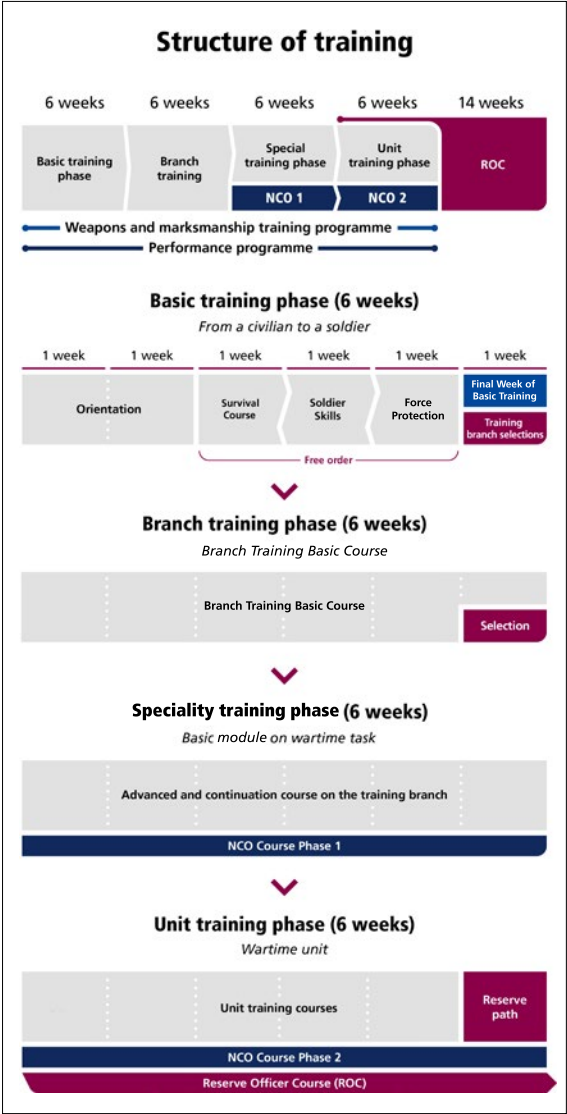 Structure of training
6 weeks 6 weeks 6 weeks 6 weeks 14 weeks
Basic training
phase
Branch
training
Special
training phase
Unit
training phase
ROC
NCO 1
NCO 2
Weapons and marksmanship training programme
Performance programme
Basic training phase (6 weeks)
From a civilian to a soldier
1 week 1 week 1 week 1 week 1 week 1 week
Orientation
Survival
Course
Soldier
Skills
Force
Protection
Final Week of
Basic Training
Training
branch selections
Free order
Branch training phase (6 weeks)
Branch Training Basic Course
Branch Training Basic Course
Selection
Speciality training phase (6 weeks)
Basic module on wartime task
Advanced and continuation course on the training branch
NCO Course Phase 1
Unit training phase (6 weeks)
Wartime unit
Unit training courses
Reserve
path
NCO Course Phase 2
Reserve Officer Course (ROC)